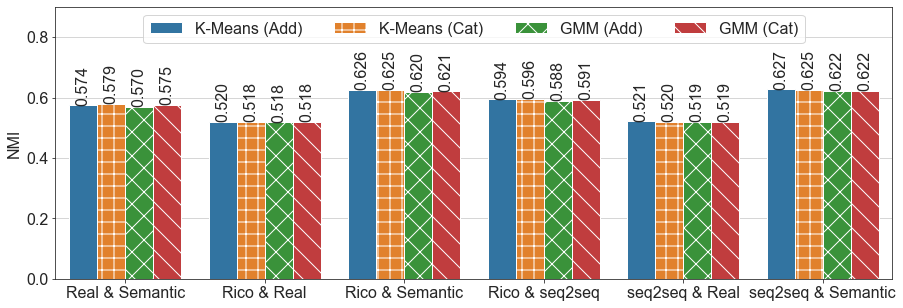 K-Means (Add) K-Means (Cat) GMM (Add) GMM (Cat)
NMI
0.8
0.6
0.4
0.2
0.0
0.574 0.579 0.570 0.575
0.520 0.518 0.518 0.518
0.626 0.625 0.620 0.621
0.594 0.596 0.588 0.591
0.521 0.520 0.519 0.519
0.627 0.625 0.622 0.622
Real & Semantic Rico & Real Rico & Semantic Rico & seq2seq seq2seq & Real seq2seq & Semantic